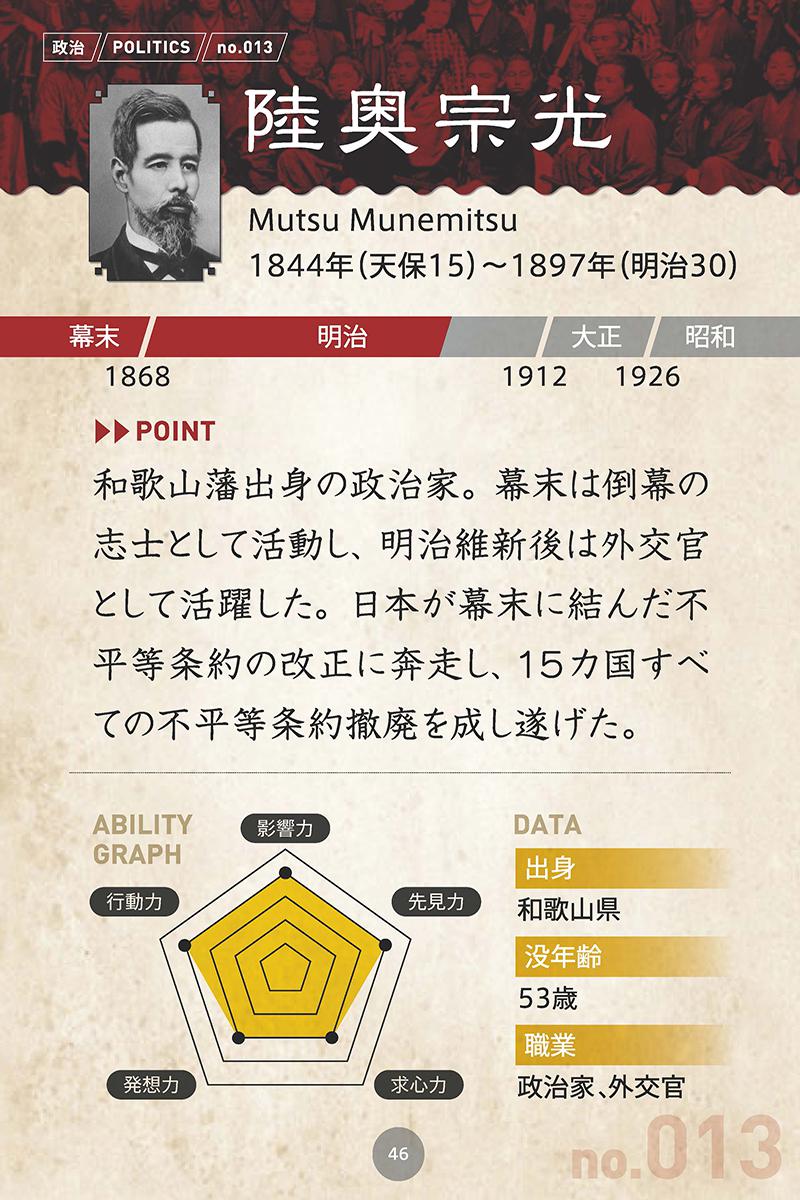 政治 POLITICS no.013
陸奥宗光
Mutsu Munemitsu
1844年(天保15)～1897年(明治30)
幕末 明治 大正 昭和
1868 1912 1926
POINT
和歌山藩出身の政治家。幕末は倒幕の
志士として活動し、明治維新後は外交官
として活躍した。日本が幕末に結んだ不
平等条約の改正に奔走し、15カ国すべ
ての不平等条約撤廃を成し遂げた。
ABILITY
GRAPH
影響力
行動力
先見力
発想力
求心力
DATA
出身
和歌山県
没年齢
53歳
職業
政治家、外交官
46
no.013